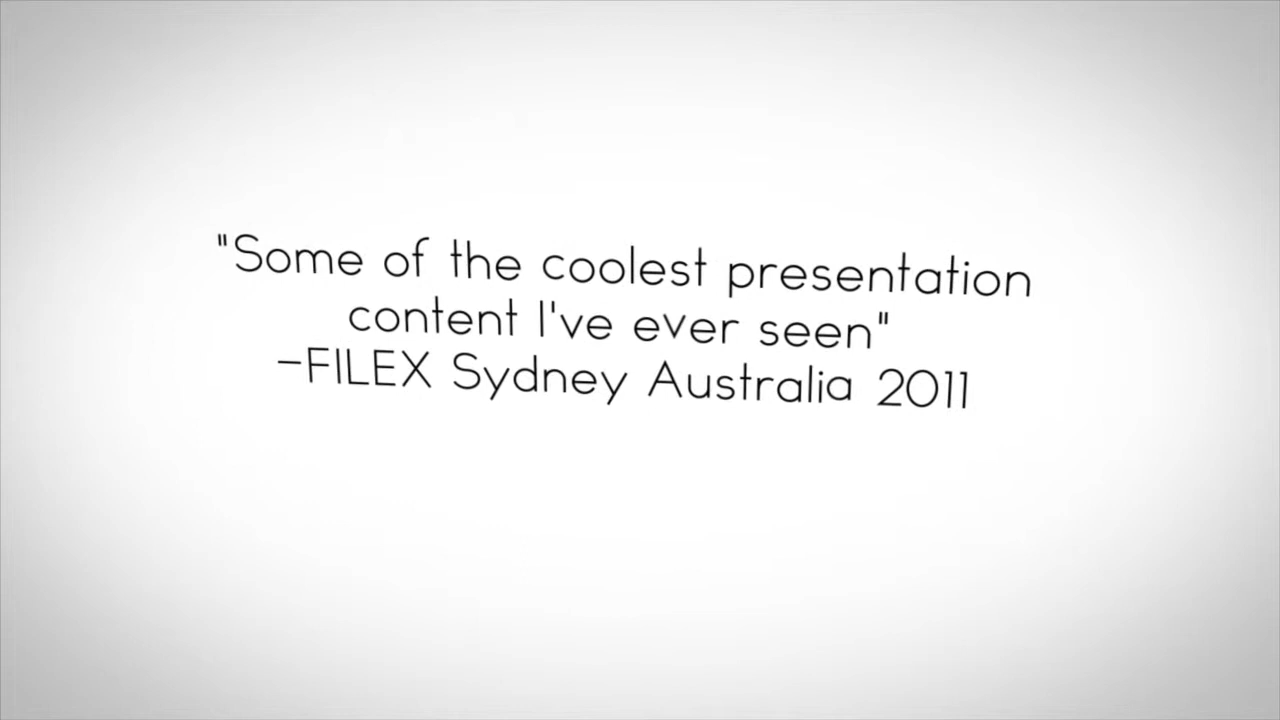 "Some of the coolest presentation
content I've ever seen"
-FILEX Sydney Australia 2011